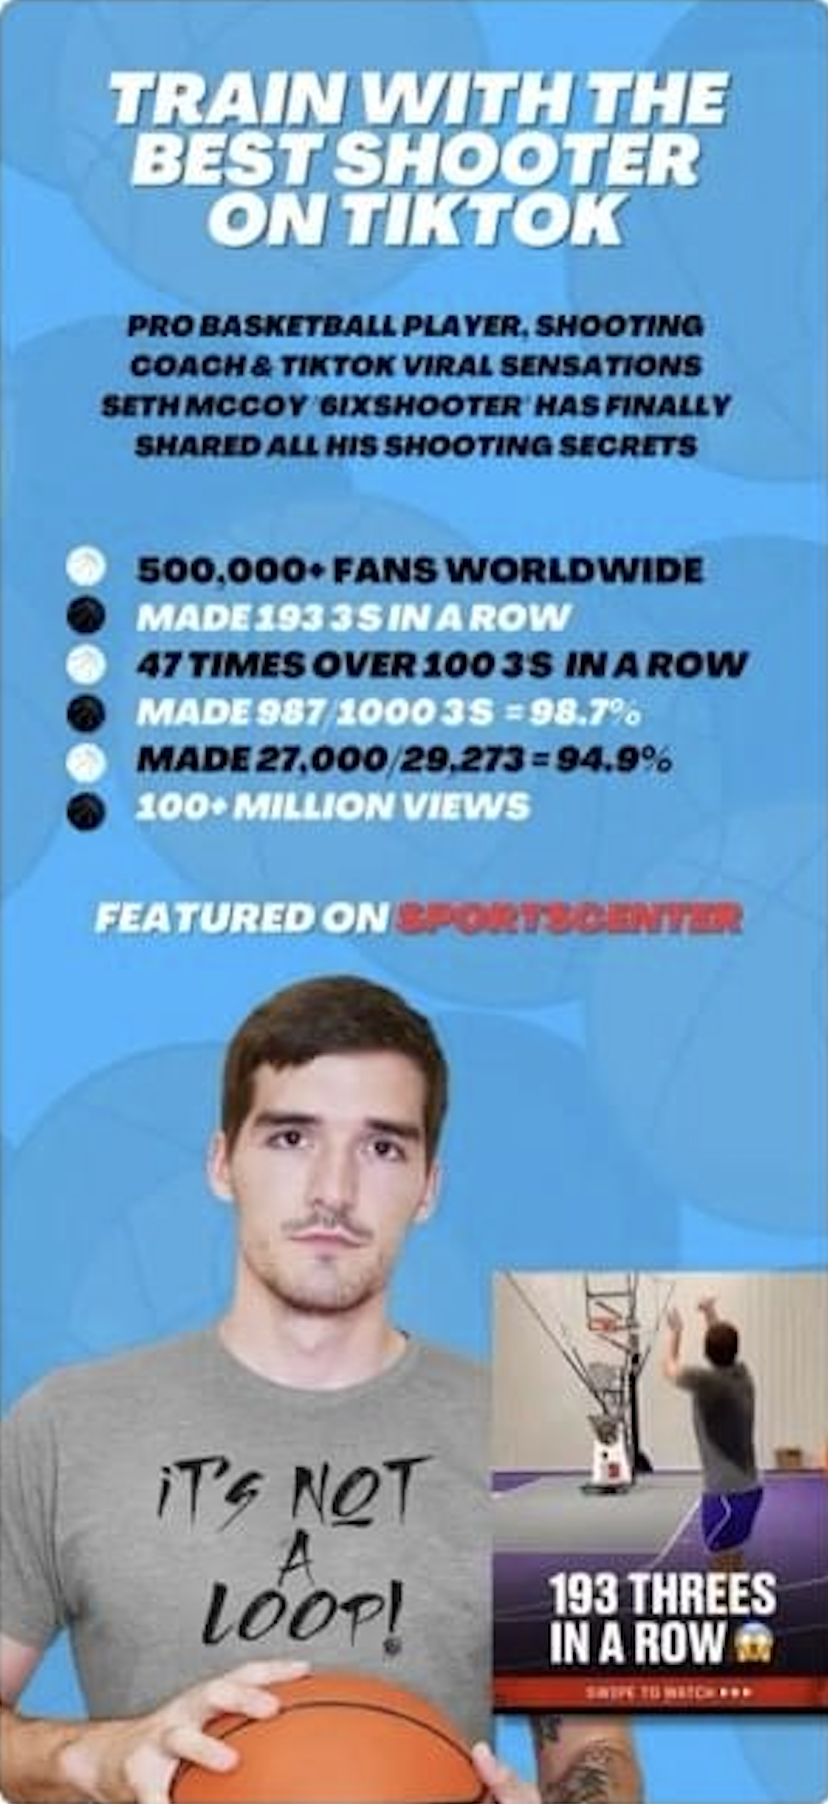 TRAIN WITH THE
BEST SHOOTER
ON TIKTOK
PRO BASKETBALL PLAYER, SHOOTING
COACH & TIKTOK VIRAL SENSATIONS
SETH MCCOY '6IXSHOOTER' HAS FINALLY
SHARED ALL HIS SHOOTING SECRETS
500,000+ FANS WORLDWIDE
MADE 193 3S IN A ROW
47 TIMES OVER 100 3'S IN A ROW
MADE 987/1000 3S = 98.7%
MADE 27,000/29,273 = 94.9%
100+ MILLION VIEWS
FEATURED ON SPORTSCENTER
iT's NOT
A
LOOP!
193 THREES
IN A ROW 😱
SWIPE TO WATCH